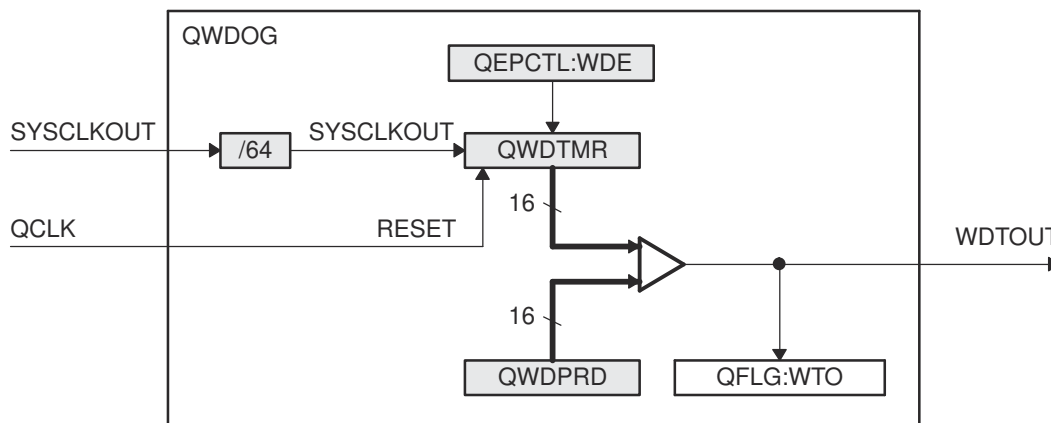 QWDOG
QEPCTL:WDE
SYSCLKOUT
/64
SYSCLKOUT
QWDTMR
16
QCLK
RESET
WDTOUT
16
QWDPRD
QFLG:WTO